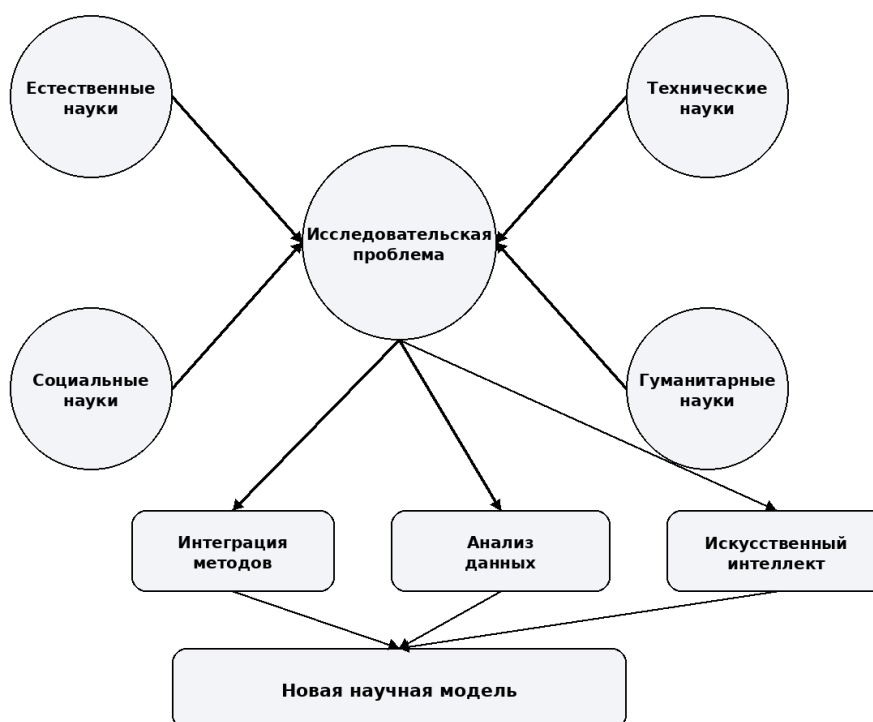 Естественные
науки
Технические
науки
Исследовательская
проблема
Социальные
науки
Гуманитарные
науки
Интеграция
методов
Анализ
данных
Искусственный
интеллект
Новая научная модель